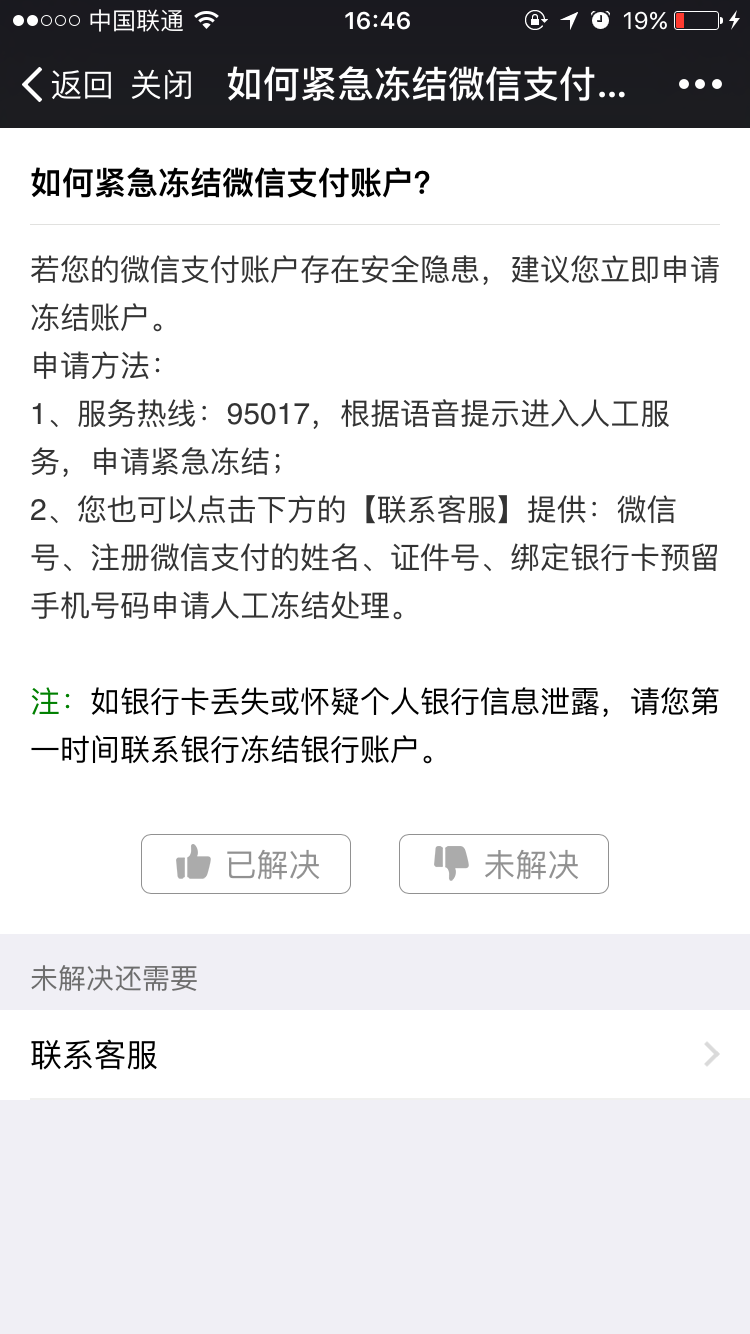 中国联通 16:46 19%
返回 关闭 如何紧急冻结微信支付...
如何紧急冻结微信支付账户?
若您的微信支付账户存在安全隐患，建议您立即申请
冻结账户。
申请方法：
1、服务热线：95017，根据语音提示进入人工服
务，申请紧急冻结；
2、您也可以点击下方的【联系客服】提供：微信
号、注册微信支付的姓名、证件号、绑定银行卡预留
手机号码申请人工冻结处理。
注：如银行卡丢失或怀疑个人银行信息泄露，请您第
一时间联系银行冻结银行账户。
已解决 未解决
未解决还需要
联系客服